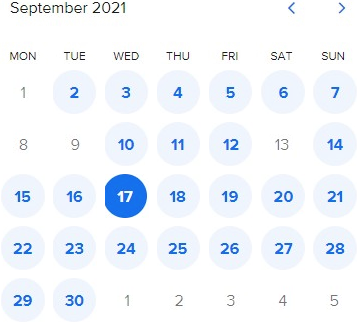 September 2021
MON TUE WED THU FRI SAT SUN
1 2 3 4 5 6 7
8 9 10 11 12 13 14
15 16 17 18 19 20 21
22 23 24 25 26 27 28
29 30 1 2 3 4 5